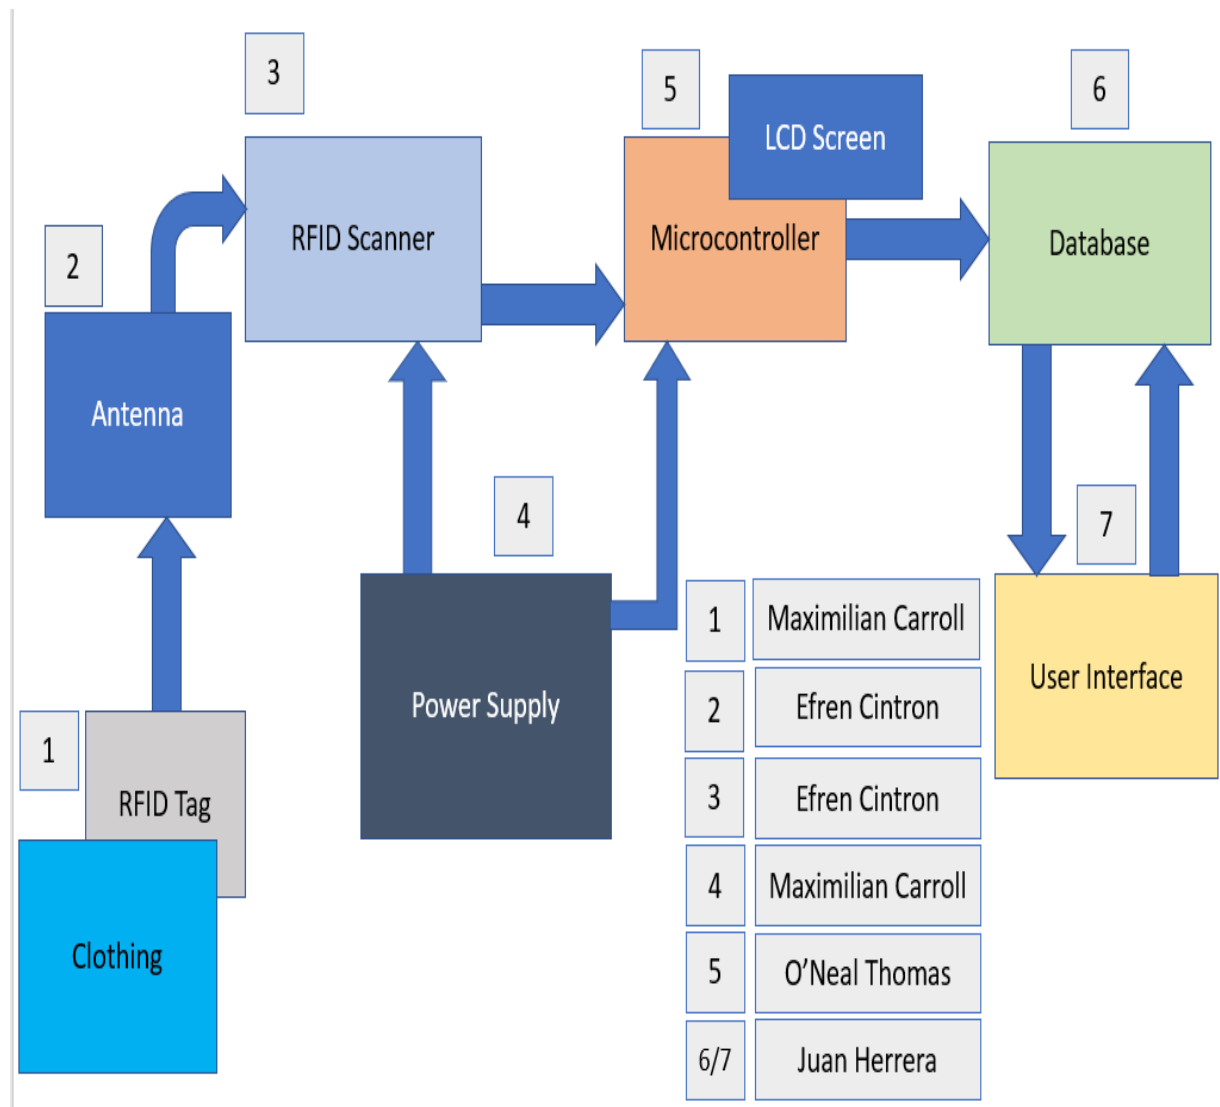 3
5
LCD Screen
6
RFID Scanner
Microcontroller
Database
2
Antenna
4
7
1
Maximilian Carroll
User Interface
Power Supply
2
Efren Cintron
1
RFID Tag
3
Efren Cintron
4
Maximilian Carroll
Clothing
5
O’Neal Thomas
6/7
Juan Herrera